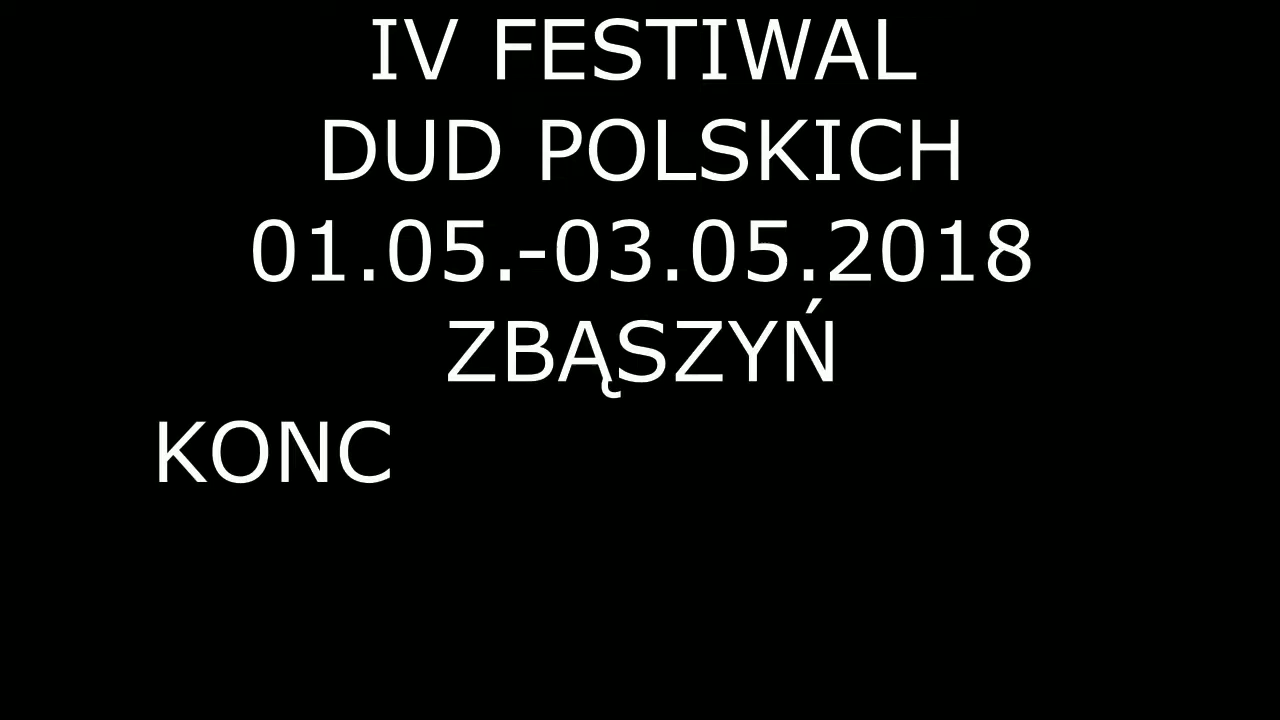 IV FESTIWAL
DUD POLSKICH
01.05.-03.05.2018
ZBĄSZYŃ
KONC